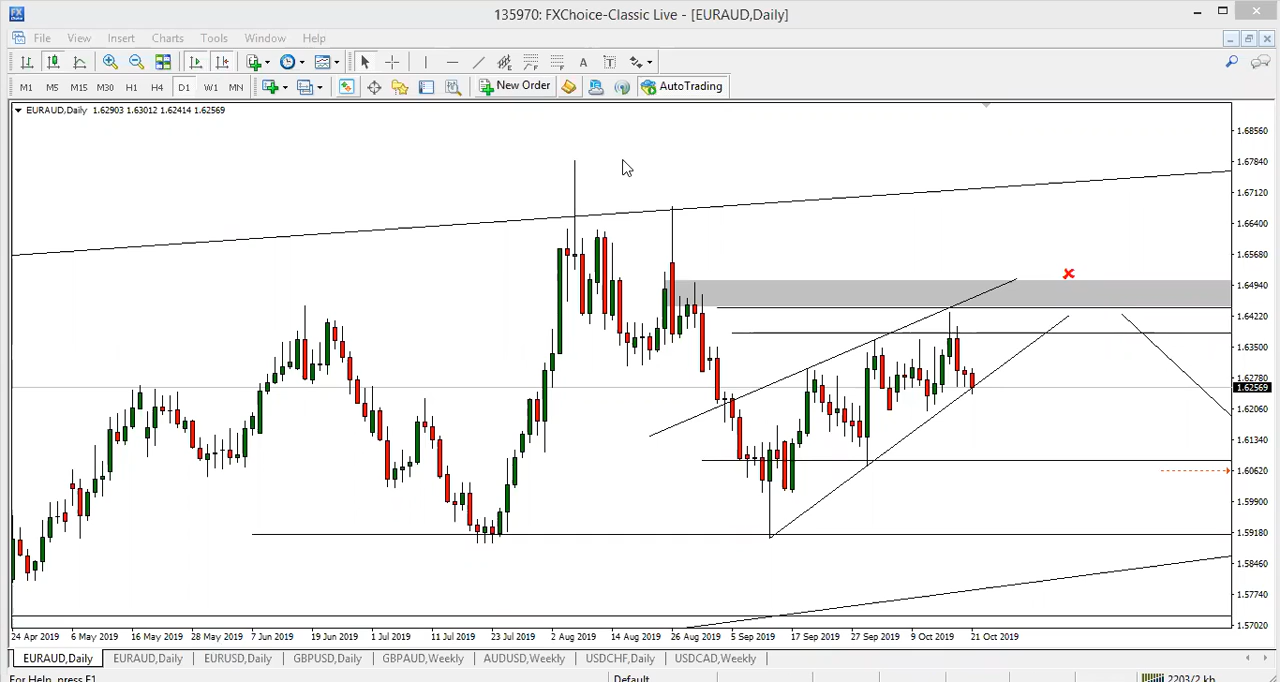 135970: FXChoice-Classic Live - [EURAUD,Daily]
File View Insert Charts Tools Window Help
A T
M1 M5 M15 M30 H1 H4 D1 W1 MN New Order AutoTrading
EURAUD,Daily 1.62903 1.63012 1.62414 1.62569
1.68560
1.67840
1.67120
1.66400
1.65680
1.64940
1.64220
1.63500
1.62780
1.62569
1.62060
1.61340
1.60620
1.59900
1.59180
1.58460
1.57740
1.57020
24 Apr 2019 6 May 2019 16 May 2019 28 May 2019 7 Jun 2019 19 Jun 2019 1 Jul 2019 11 Jul 2019 23 Jul 2019 2 Aug 2019 14 Aug 2019 26 Aug 2019 5 Sep 2019 17 Sep 2019 27 Sep 2019 9 Oct 2019 21 Oct 2019
EURAUD,Daily EURAUD,Daily EURUSD,Daily GBPUSD,Daily GBPAUD,Weekly AUDUSD,Weekly USDCHF,Daily USDCAD,Weekly
For Help, press F1 Default 2203/2 kb